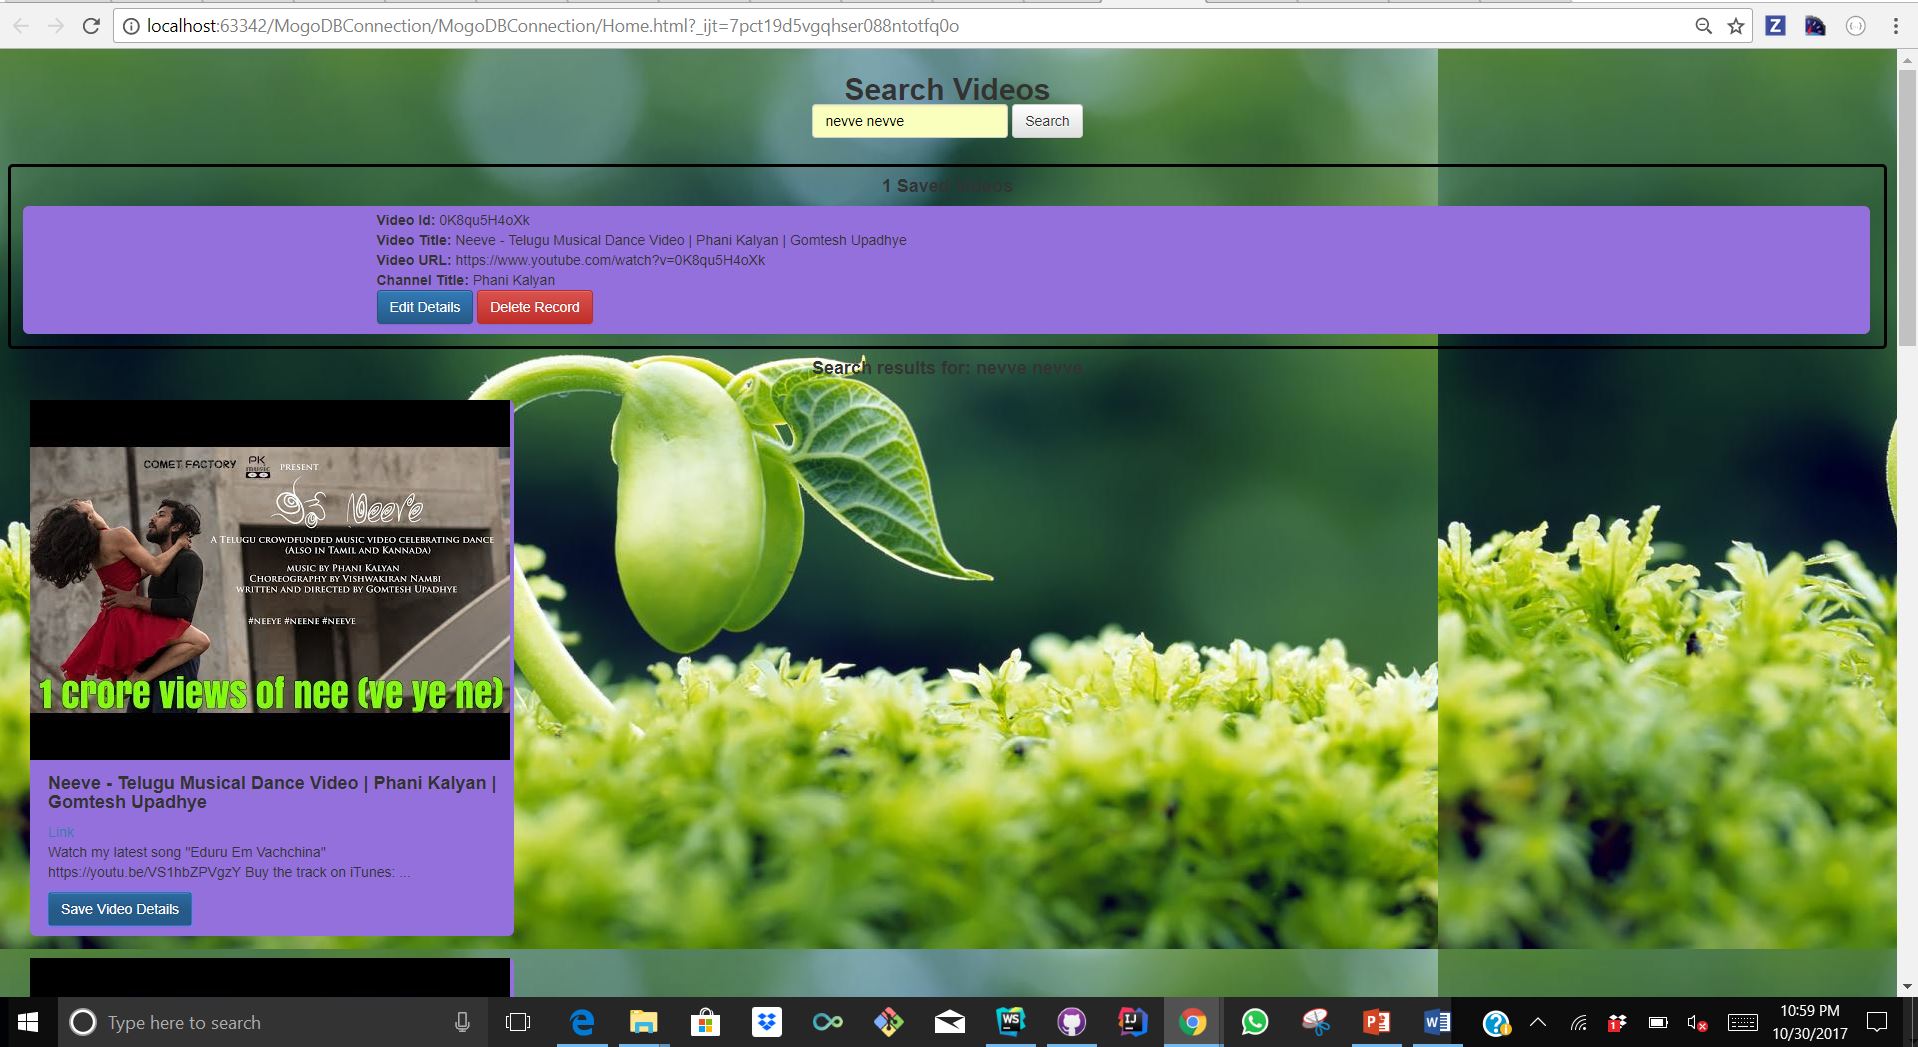 localhost:63342/MogoDBConnection/MogoDBConnection/Home.html?_ijt=7pct19d5vgqhser088ntotfq0o
Search Videos
nevve nevve
Search
1 Saved Videos
Video Id: 0K8qu5H4oXk
Video Title: Neeve - Telugu Musical Dance Video | Phani Kalyan | Gomtesh Upadhye
Video URL: https://www.youtube.com/watch?v=0K8qu5H4oXk
Channel Title: Phani Kalyan
Edit Details
Delete Record
Search results for: nevve nevve
COMET FACTORY
PK
music
PRESENT
Neeve
A TELUGU CROWDFUNDED MUSIC VIDEO CELEBRATING DANCE
(ALSO IN TAMIL AND KANNADA)
MUSIC BY PHANI KALYAN
CHOREOGRAPHY BY VISHWAKIRAN NAMBI
WRITTEN AND DIRECTED BY GOMTESH UPADHYE
#NEEYE #NEENE #NEEVE
1 crore views of nee (ve ye ne)
Neeve - Telugu Musical Dance Video | Phani Kalyan |
Gomtesh Upadhye
Link
Watch my latest song "Eduru Em Vachchina"
https://youtu.be/VS1hbZPVgzY Buy the track on iTunes: ...
Save Video Details
Type here to search
10:59 PM
10/30/2017